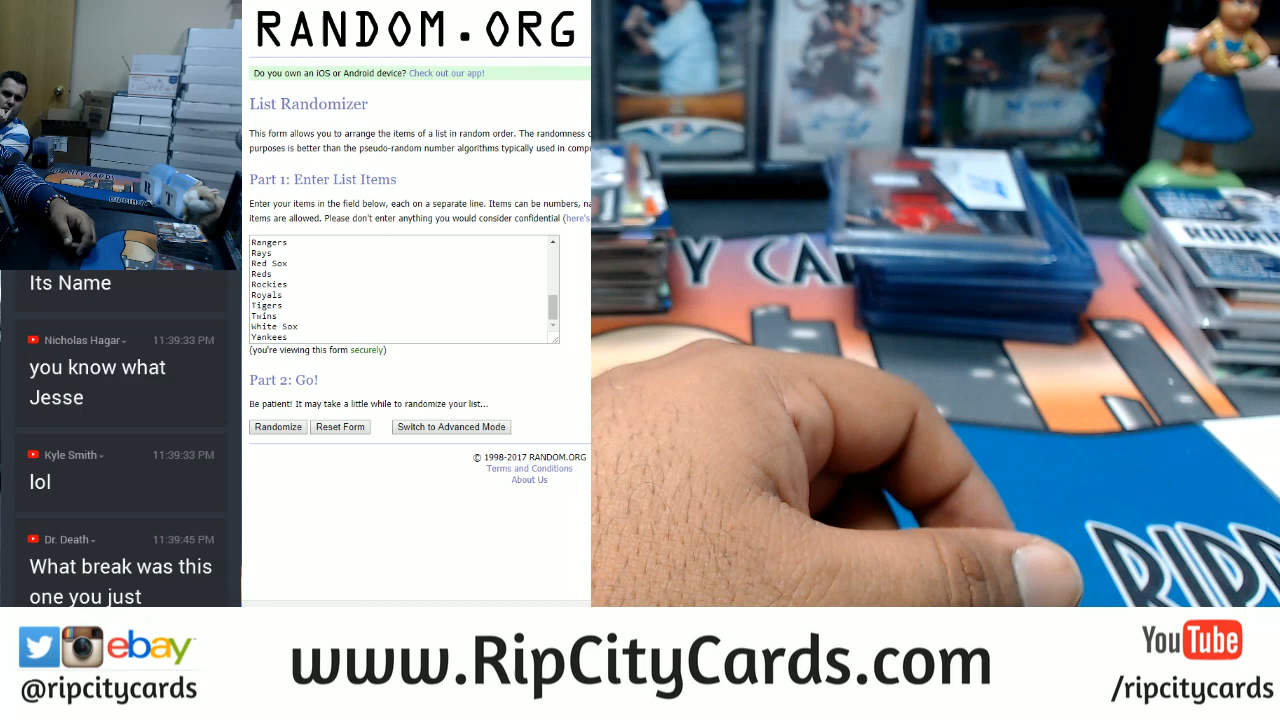 Its Name
Nicholas Hagar
11:39:33 PM
you know what
Jesse
Kyle Smith
11:39:33 PM
lol
Dr. Death
11:39:45 PM
What break was this
one you just
RANDOM.ORG
Do you own an iOS or Android device? Check out our app!
List Randomizer
This form allows you to arrange the items of a list in random order. The randomness
purposes is better than the pseudo-random number algorithms typically used in
Part 1: Enter List Items
Enter your items in the field below, each on a separate line. Items can be numbers,
items are allowed. Please don't enter anything you would consider confidential (here's
Rangers
Rays
Red Sox
Reds
Rockies
Royals
Tigers
Twins
White Sox
Yankees
(you're viewing this form securely)
Part 2: Go!
Be patient! It may take a little while to randomize your list...
Randomize Reset Form Switch to Advanced Mode
© 1998-2017 RANDOM.ORG
Terms and Conditions
About Us
ebay
@ripcitycards
www.RipCityCards.com
YouTube
/ripcitycards